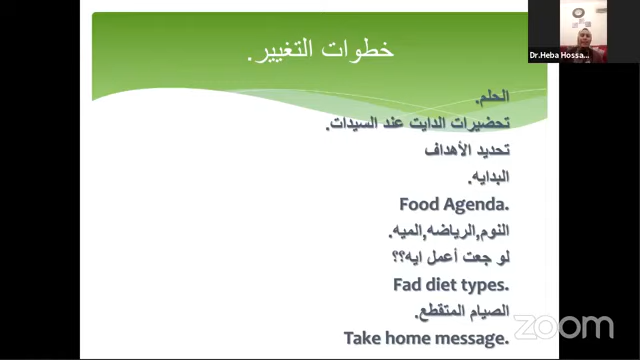 Dr.Heba Hossa...
خطوات التغيير.
الحلم.
تحضيرات الدايت عند السيدات.
تحديد الأهداف
البدايه.
Food Agenda.
النوم,الرياضه,الميه.
لو جعت أعمل ايه؟؟
Fad diet types.
الصيام المتقطع.
Take home message.
zoom